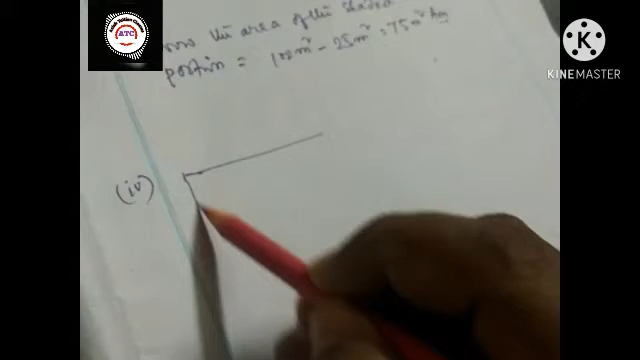 the area of the shaded
portion = 100m² - 25m² = 75m² Ans
(iv)
ATC
KINEMASTER